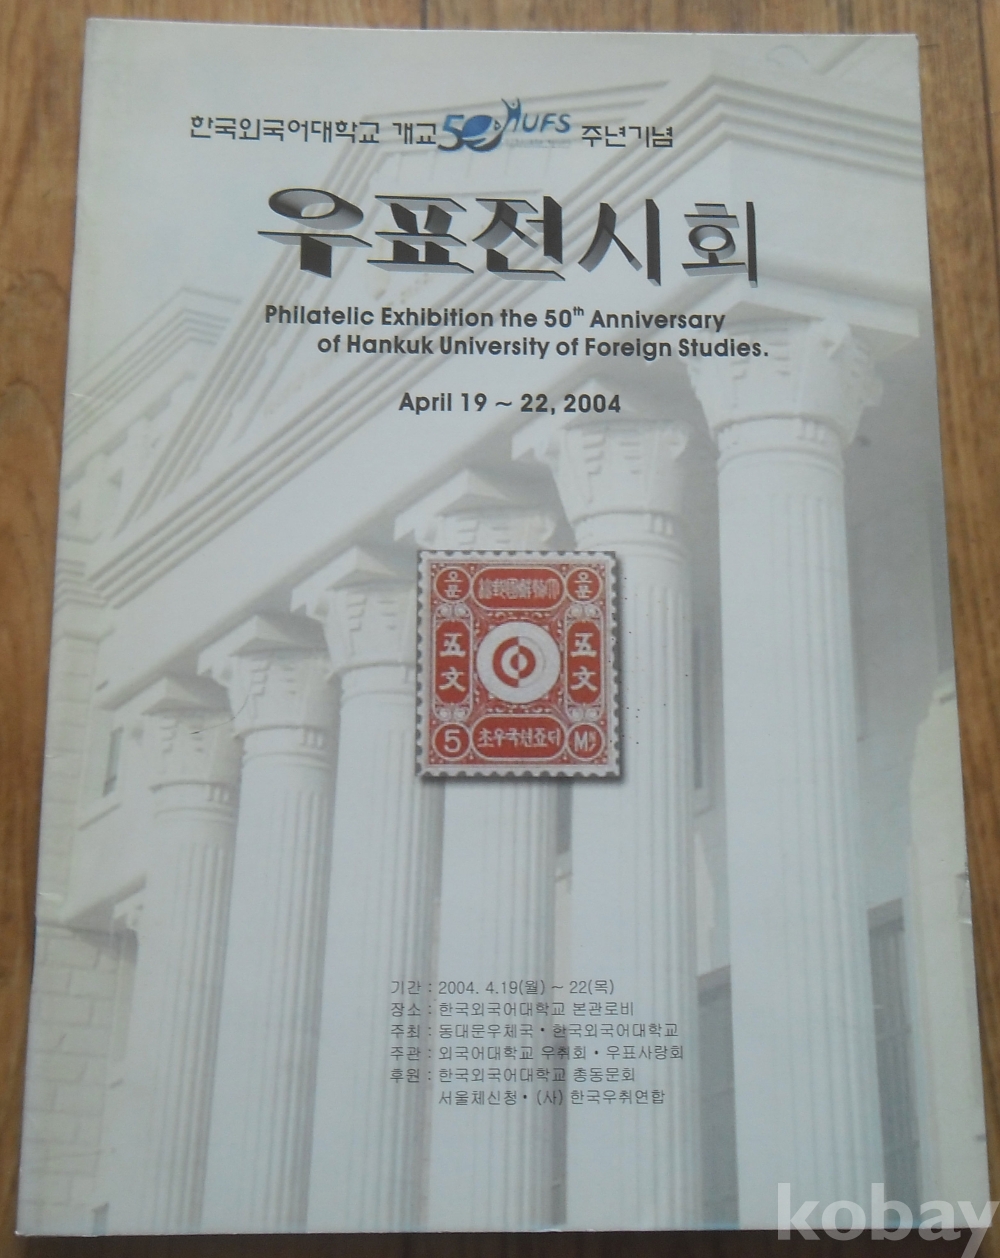 한국외국어대학교 개교 50 HUFS 주년기념
우표전시회
Philatelic Exhibition the 50th Anniversary
of Hankuk University of Foreign Studies.
April 19 ~ 22, 2004
오문 오문
五文 五文
5 Mn
기간 : 2004. 4.19(월) ~ 22(목)
장소 : 한국외국어대학교 본관로비
주최 : 동대문우체국 • 한국외국어대학교
주관 : 외국어대학교 우취회 • 우표사랑회
후원 : 한국외국어대학교 총동문회
서울체신청 • (사) 한국우취연합
kobay